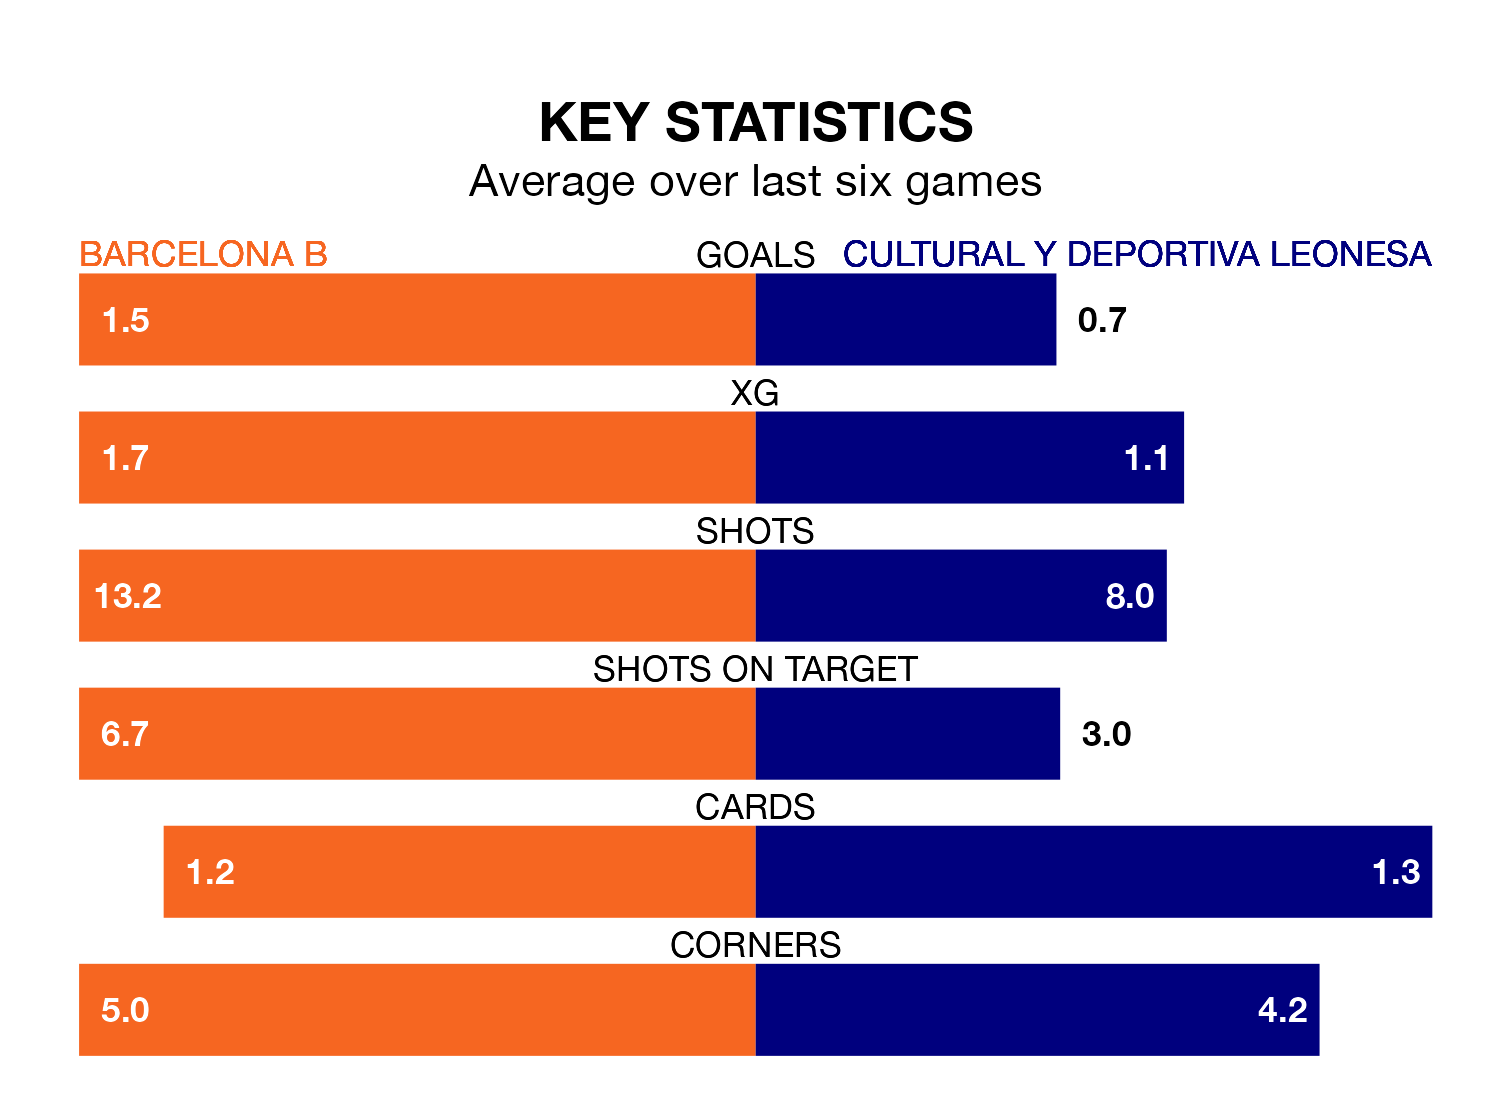 KEY STATISTICS
Average over last six games
BARCELONA B GOALS CULTURAL Y DEPORTIVA LEONESA
1.5 0.7
XG
1.7 1.1
SHOTS
13.2 8.0
SHOTS ON TARGET
6.7 3.0
CARDS
1.2 1.3
CORNERS
5.0 4.2